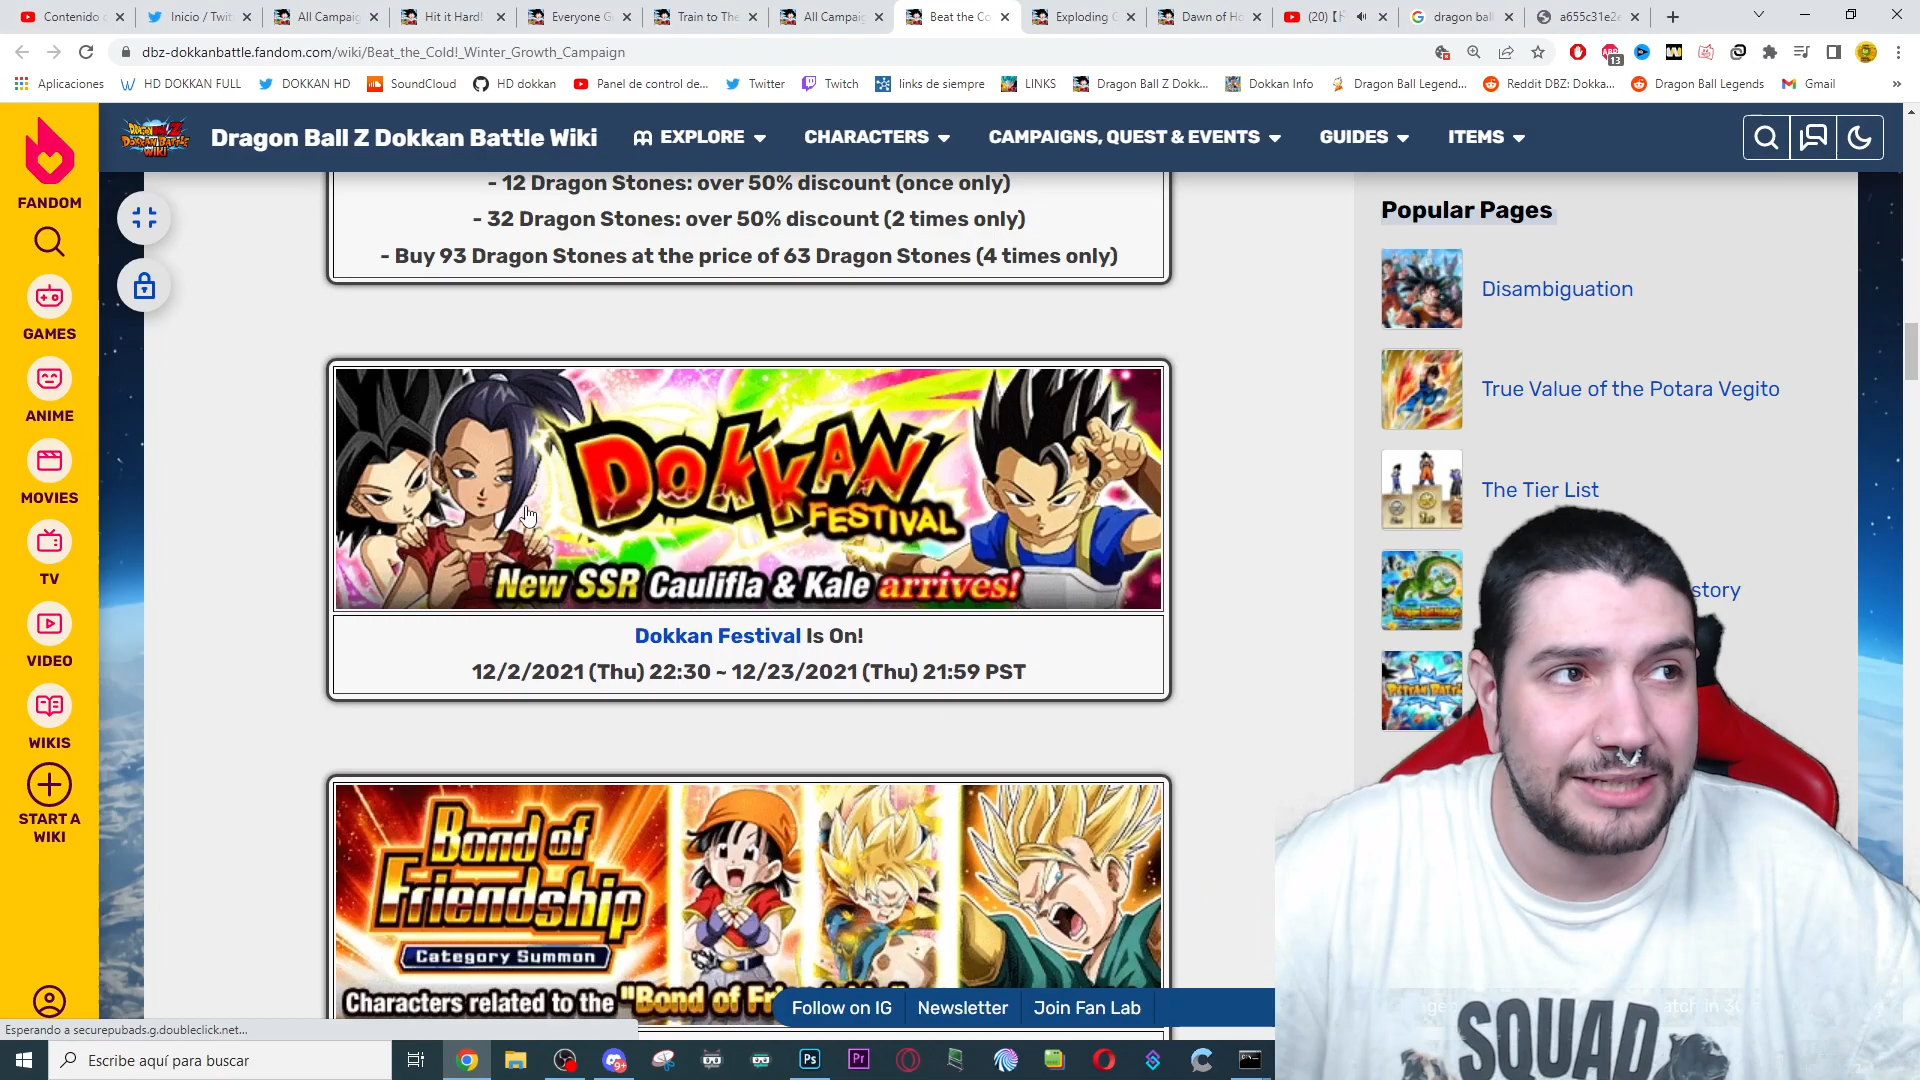 Contenido
Inicio / Twit
All Campaig
Hit it Hard!
Everyone G
Train to The
All Campaig
Beat the Co
Exploding
Dawn of Ho
(20)
dragon ball
a655c31e2
dbz-dokkanbattle.fandom.com/wiki/Beat_the_Cold!_Winter_Growth_Campaign
13
Aplicaciones
HD DOKKAN FULL
DOKKAN HD
SoundCloud
HD dokkan
Panel de control de...
Twitter
Twitch
links de siempre
LINKS
Dragon Ball Z Dokk...
Dokkan Info
Dragon Ball Legend...
Reddit DBZ: Dokka...
Dragon Ball Legends
Gmail
»
FANDOM
GAMES
ANIME
MOVIES
TV
VIDEO
WIKIS
START A
WIKI
Dragon Ball Z Dokkan Battle Wiki
EXPLORE
CHARACTERS
CAMPAIGNS, QUEST & EVENTS
GUIDES
ITEMS
- 12 Dragon Stones: over 50% discount (once only)
- 32 Dragon Stones: over 50% discount (2 times only)
- Buy 93 Dragon Stones at the price of 63 Dragon Stones (4 times only)
DOKKAN
FESTIVAL
New SSR Caulifla & Kale arrives!
Dokkan Festival Is On!
12/2/2021 (Thu) 22:30 ~ 12/23/2021 (Thu) 21:59 PST
Bond of
Friendship
Category Summon
Characters related to the "Bond of
Popular Pages
Disambiguation
True Value of the Potara Vegito
The Tier List
story
Follow on IG
Newsletter
Join Fan Lab
SQUAD
Esperando a securepubads.g.doubleclick.net...
Escribe aquí para buscar
9+
Ps
Pr